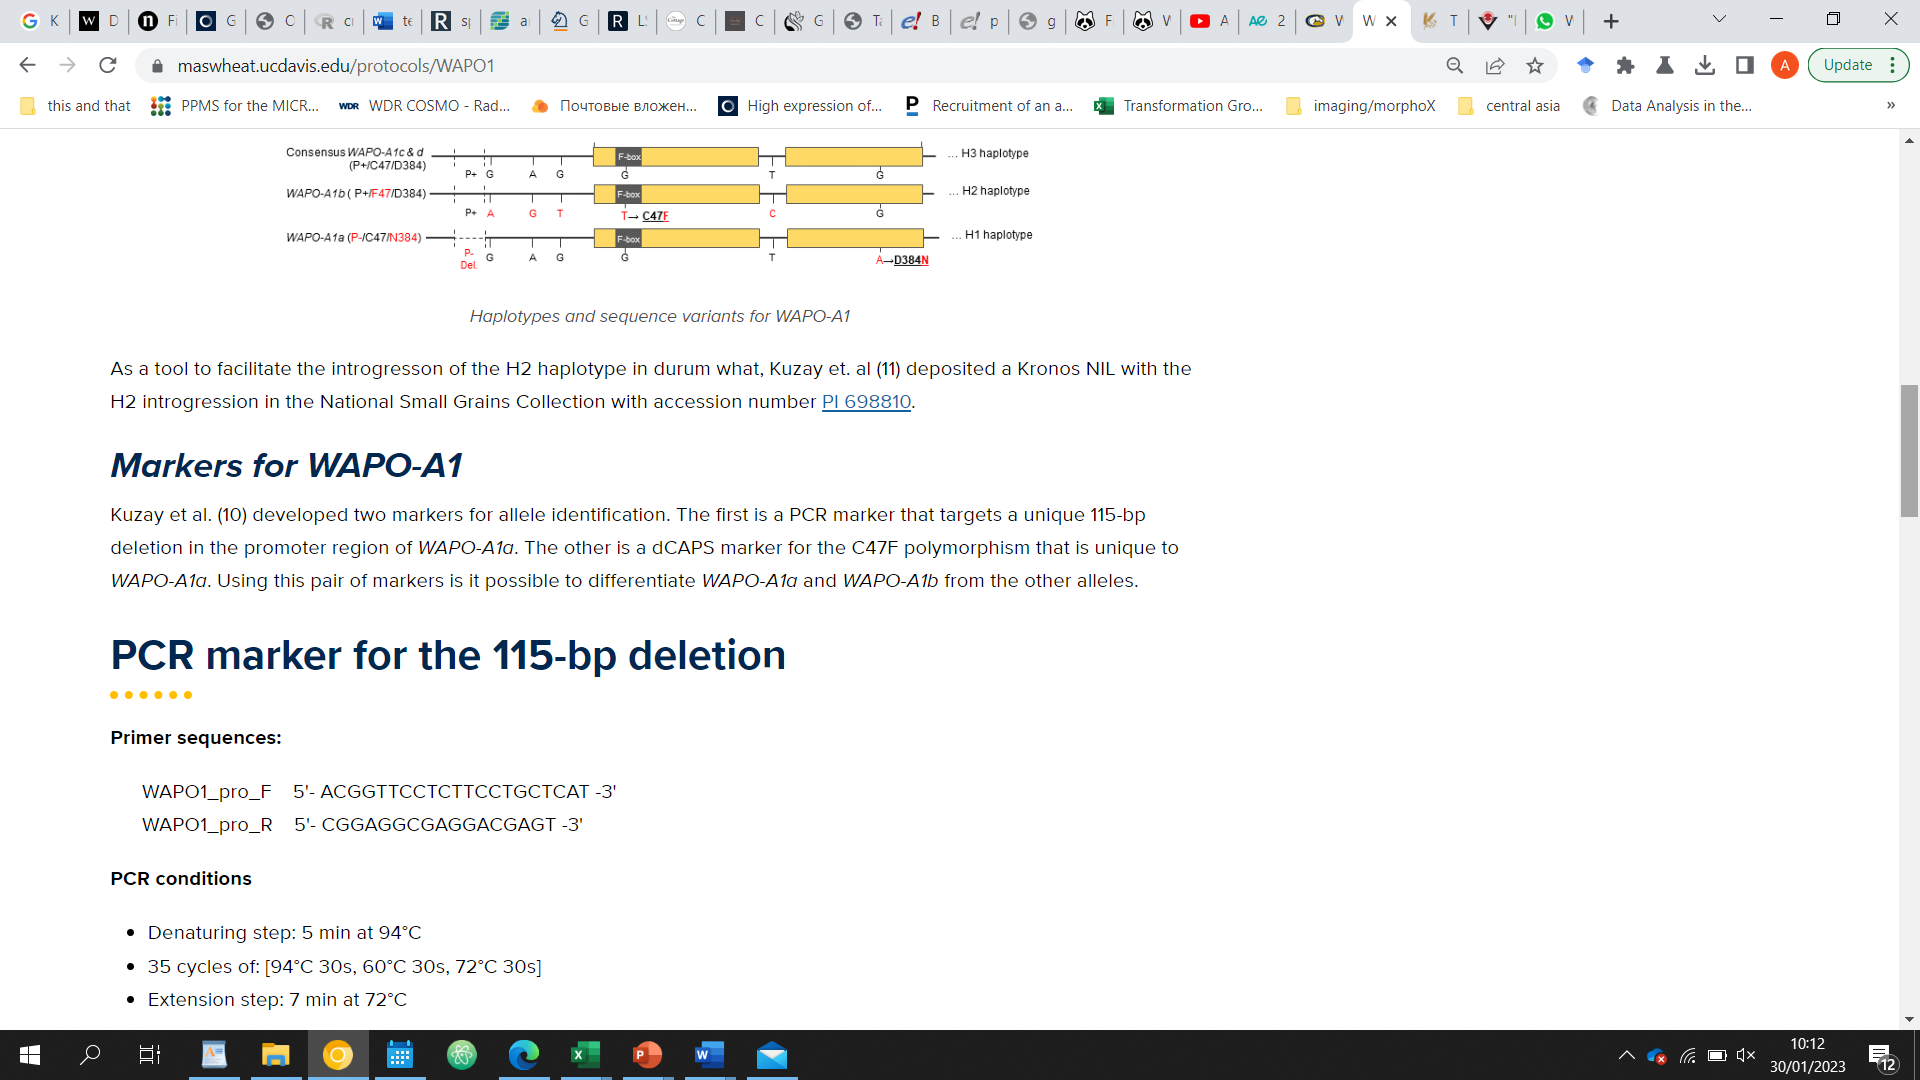 K W D n Fi G C R cr te R sp a G R L C C G Ta e! B e! p g F V A 2 V W T "I V
maswheat.ucdavis.edu/protocols/WAPO1
A Update
this and that PPMS for the MICR... WDR WDR COSMO - Rad... Почтовые вложен... High expression of... P Recruitment of an a... Transformation Gro... imaging/morphoX central asia Data Analysis in the... »
Consensus WAPO-A1c & d F-box ... H3 haplotype
(P+/C47/D384)
P+ G A G G T G
WAPO-A1b ( P+/F47/D384) F-box ... H2 haplotype
P+ A G T T→ C47F C G
WAPO-A1a (P-/C47/N384) F-box ... H1 haplotype
P- Del. G A G G T A→D384N
Haplotypes and sequence variants for WAPO-A1
As a tool to facilitate the introgresson of the H2 haplotype in durum what, Kuzay et. al (11) deposited a Kronos NIL with the
H2 introgression in the National Small Grains Collection with accession number PI 698810.
Markers for WAPO-A1
Kuzay et al. (10) developed two markers for allele identification. The first is a PCR marker that targets a unique 115-bp
deletion in the promoter region of WAPO-A1a. The other is a dCAPS marker for the C47F polymorphism that is unique to
WAPO-A1a. Using this pair of markers is it possible to differentiate WAPO-A1a and WAPO-A1b from the other alleles.
PCR marker for the 115-bp deletion
Primer sequences:
WAPO1_pro_F 5'- ACGGTTCCTCTTCCTGCTCAT -3'
WAPO1_pro_R 5'- CGGAGGCGAGGACGAGT -3'
PCR conditions
• Denaturing step: 5 min at 94°C
• 35 cycles of: [94°C 30s, 60°C 30s, 72°C 30s]
• Extension step: 7 min at 72°C
10:12
30/01/2023
12